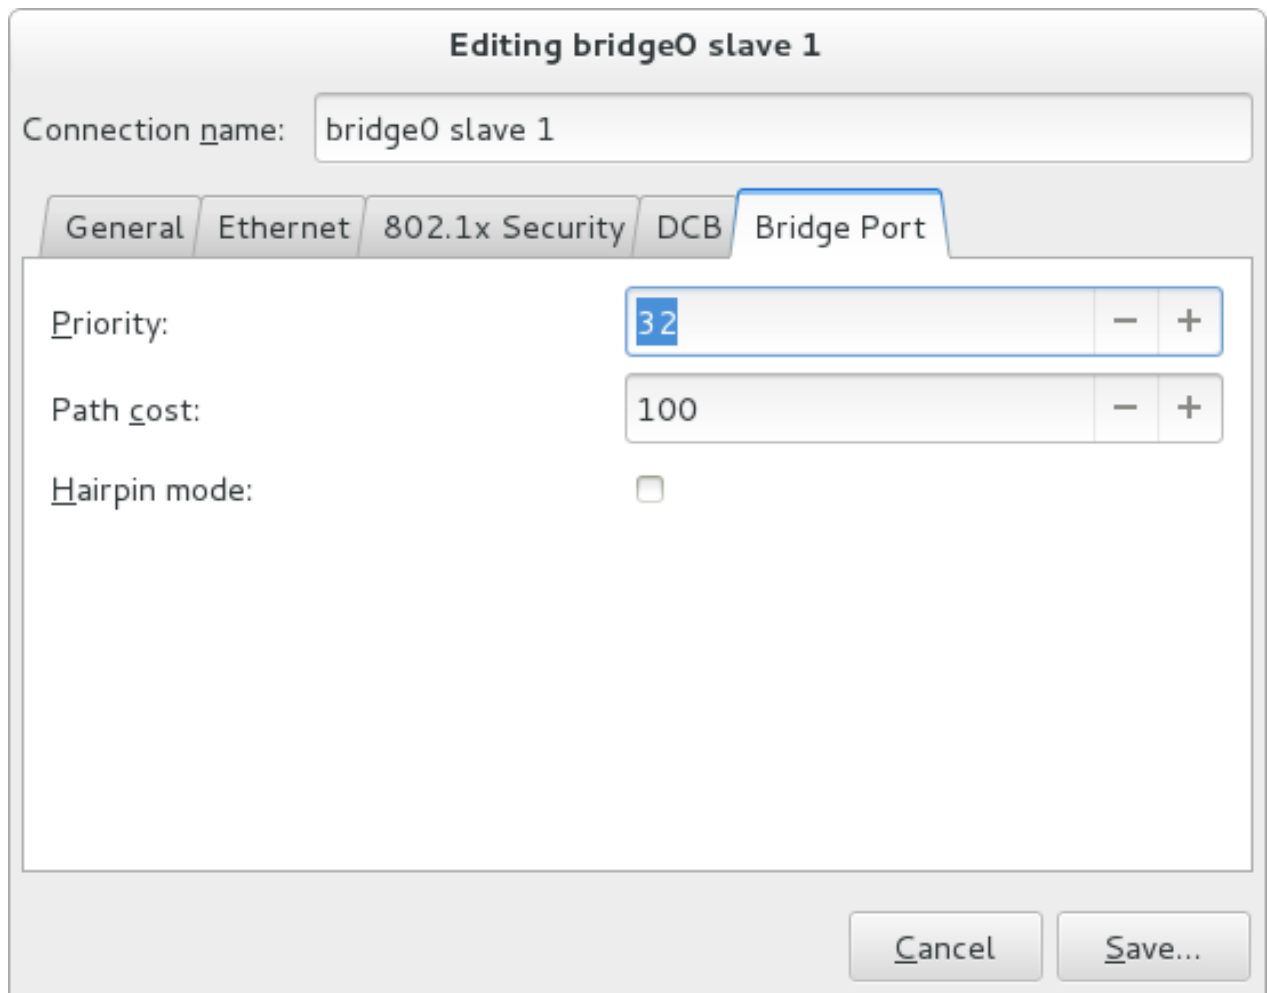 Editing bridge0 slave 1
Connection name: bridge0 slave 1
General Ethernet 802.1x Security DCB Bridge Port
Priority: 32 − +
Path cost: 100 − +
Hairpin mode:
Cancel Save...